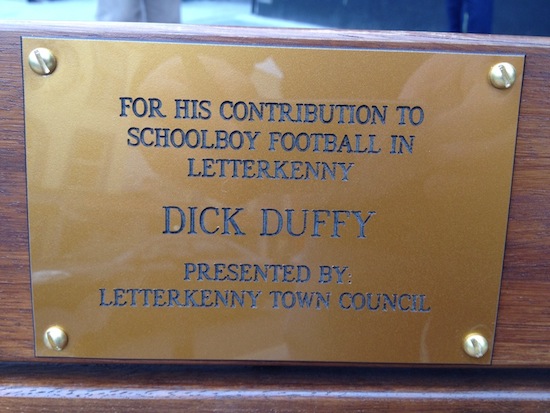 FOR HIS CONTRIBUTION TO
SCHOOLBOY FOOTBALL IN
LETTERKENNY
DICK DUFFY
PRESENTED BY:
LETTERKENNY TOWN COUNCIL